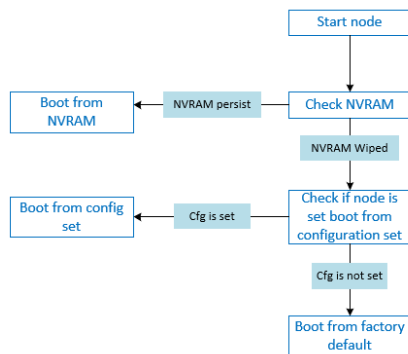 Start node
Boot from
NVRAM
NVRAM persist
Check NVRAM
NVRAM Wiped
Boot from config
set
Cfg is set
Check if node is
set boot from
configuration set
Cfg is not set
Boot from factory
default